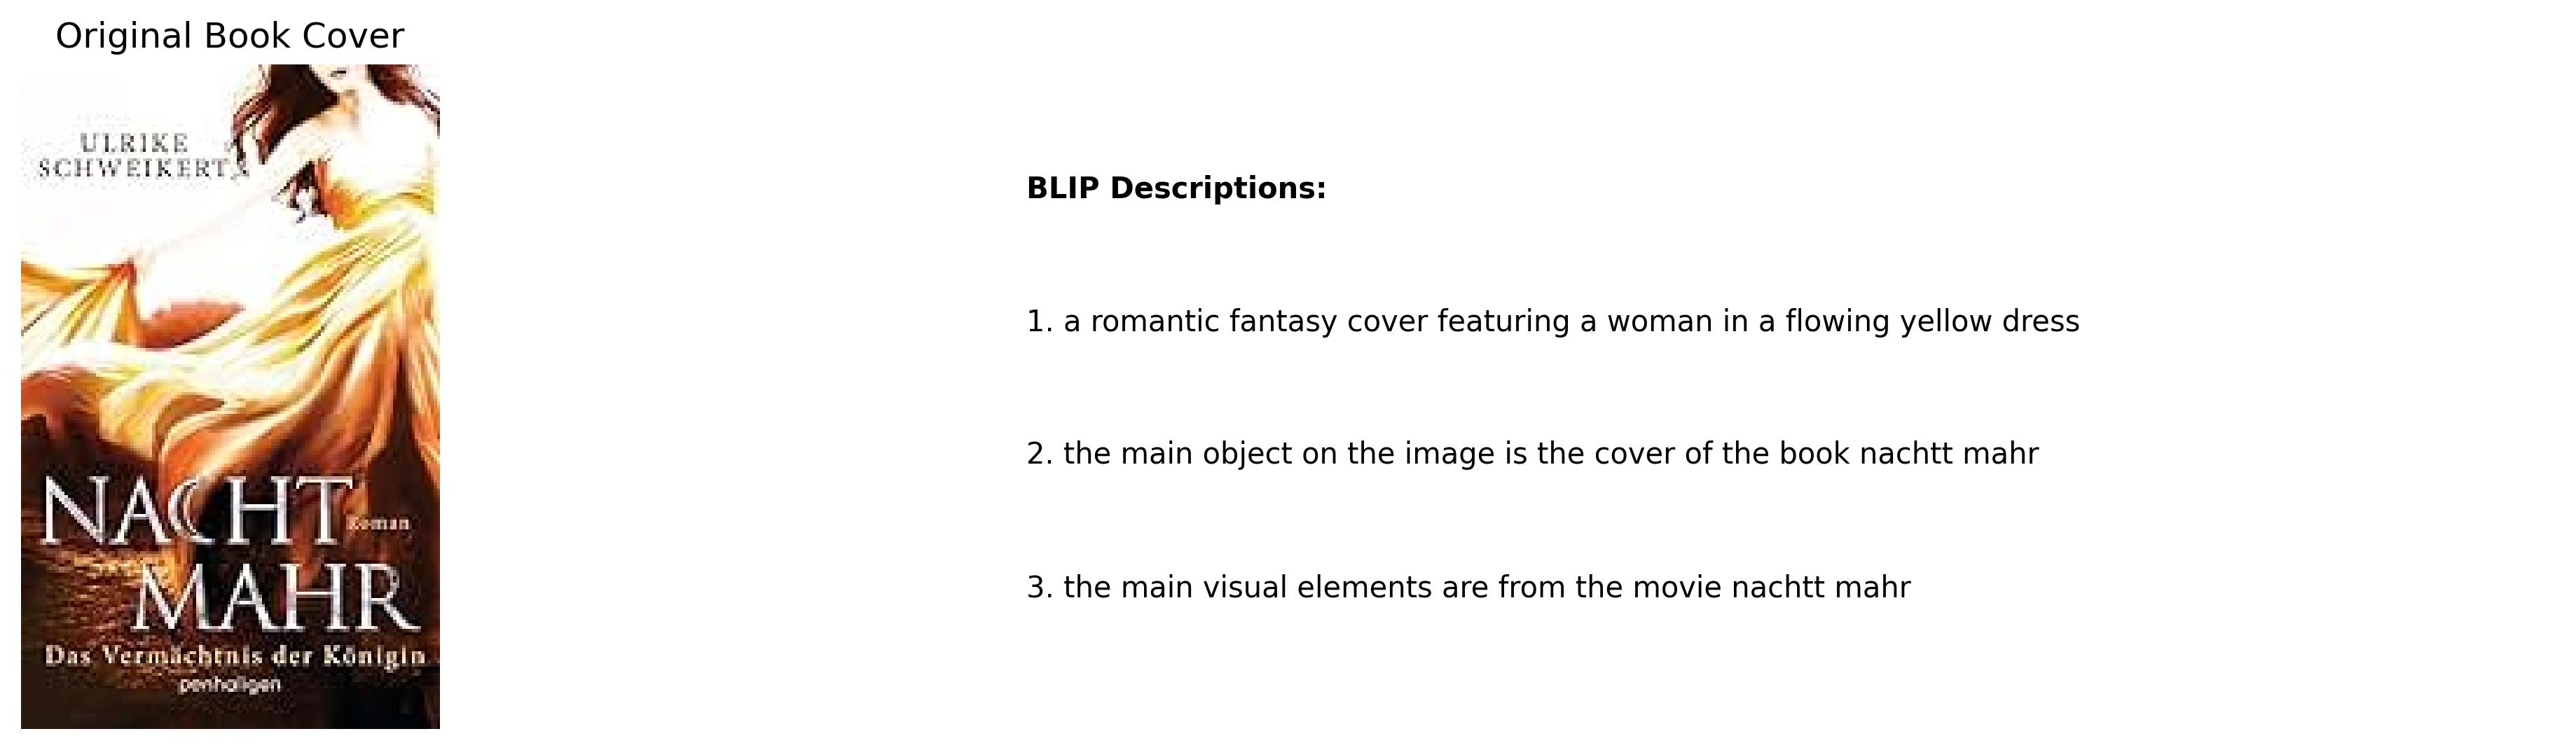 Original Book Cover
ULRIKE
SCHWEIKERT
NACHT
Roman
MAHR
Das Vermächtnis der Königin
penhaligen
BLIP Descriptions:
1. a romantic fantasy cover featuring a woman in a flowing yellow dress
2. the main object on the image is the cover of the book nachtt mahr
3. the main visual elements are from the movie nachtt mahr